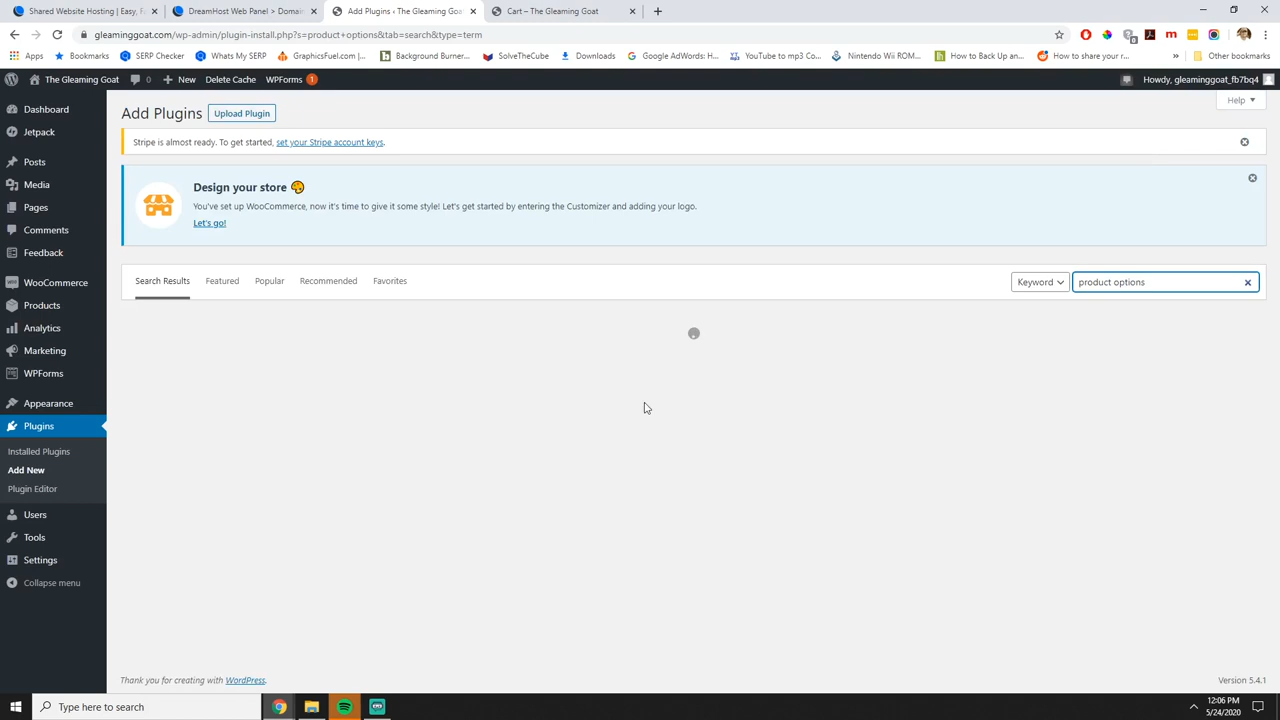 Shared Website Hosting | Easy, F
DreamHost Web Panel > Domain
Add Plugins ‹ The Gleaming Goat
Cart – The Gleaming Goat
gleaminggoat.com/wp-admin/plugin-install.php?s=product+options&tab=search&type=term
Bookmarks
SERP Checker
Whats My SERP
GraphicsFuel.com |...
Background Burner...
SolveTheCube
Downloads
Google AdWords: H...
YouTube to mp3 Co...
Nintendo Wii ROM...
How to Back Up an...
How to share your r...
»
Other bookmarks
The Gleaming Goat
0
New
Delete Cache
WPForms
1
Howdy, gleaminggoat_fb7bq4
Dashboard
Jetpack
Posts
Media
Pages
Comments
Feedback
WooCommerce
Products
Analytics
Marketing
WPForms
Appearance
Plugins
Installed Plugins
Add New
Plugin Editor
Users
Tools
Settings
Collapse menu
Help
Add Plugins
Upload Plugin
Stripe is almost ready. To get started, set your Stripe account keys.
Design your store
You've set up WooCommerce, now it's time to give it some style! Let's get started by entering the Customizer and adding your logo.
Let's go!
Search Results
Featured
Popular
Recommended
Favorites
Keyword
product options
Thank you for creating with WordPress.
Version 5.4.1
Type here to search
12:06 PM
5/24/2020